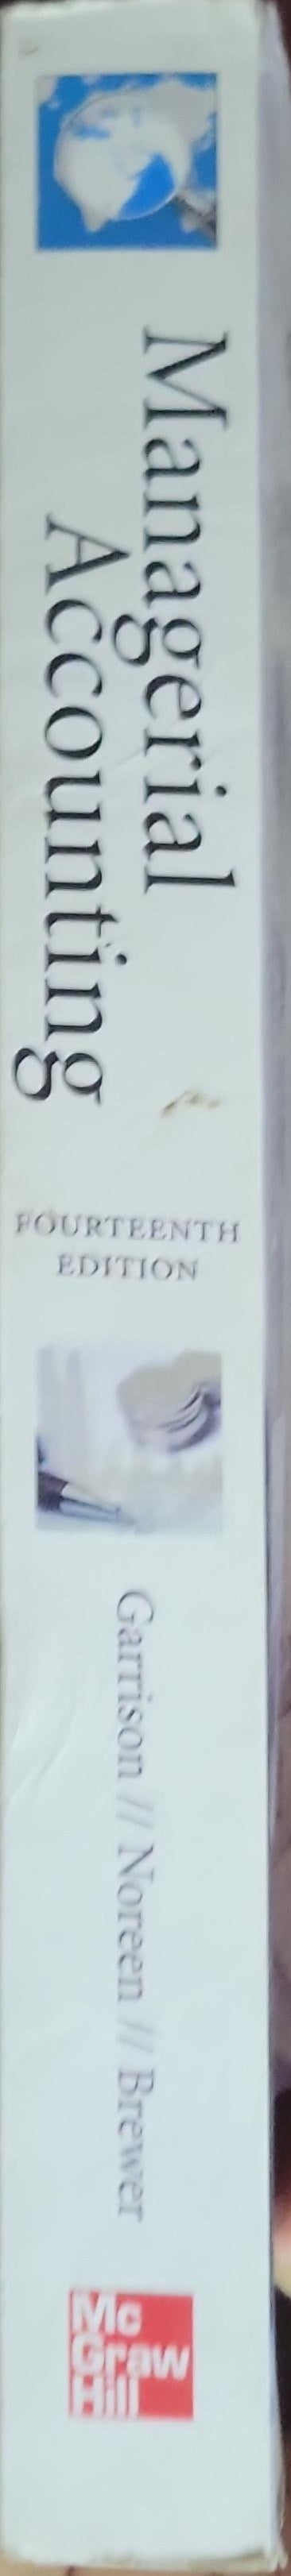 Managerial
Accounting
FOURTEENTH
EDITION
Garrison // Noreen // Brewer
Mc
Graw
Hill